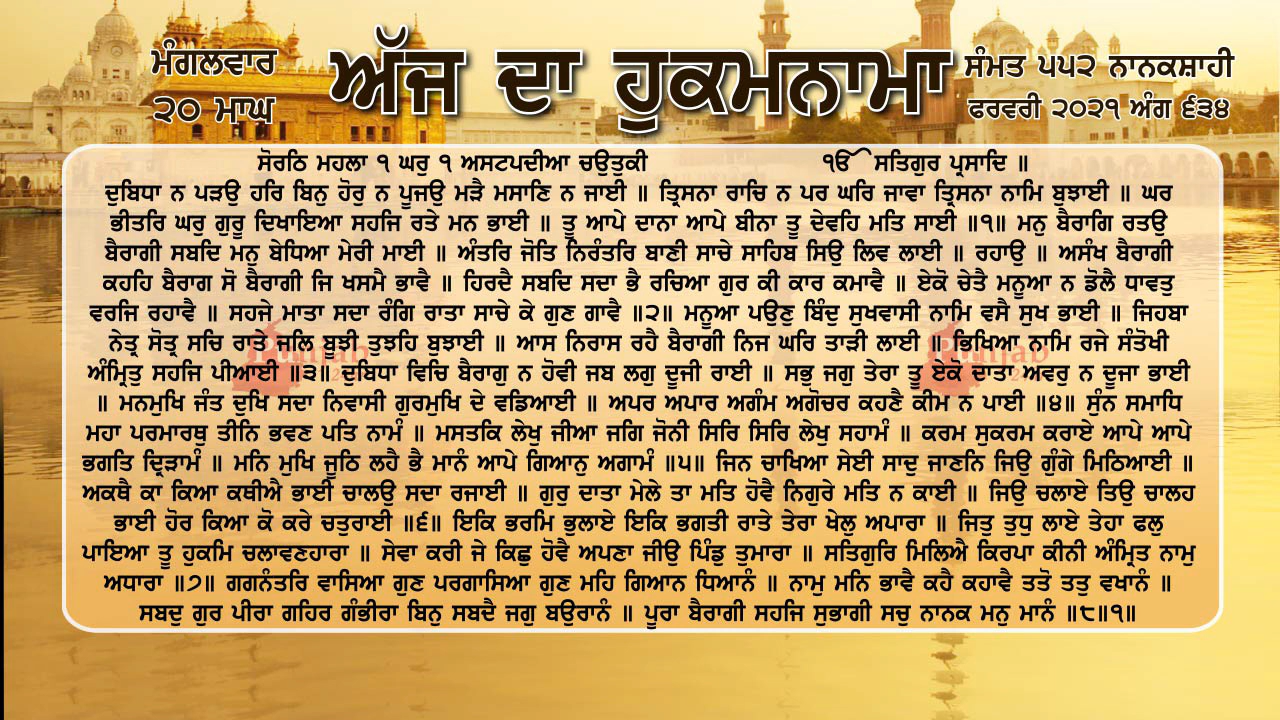 ਮੰਗਲਵਾਰ
੨੦ ਮਾਘ
ਅੱਜ ਦਾ ਹੁਕਮਨਾਮਾ
ਸੰਮਤ ੫੫੨ ਨਾਨਕਸ਼ਾਹੀ
ਫਰਵਰੀ ੨੦੨੧ ਅੰਗ ੬੩੪
ਸੋਰਠਿ ਮਹਲਾ ੧ ਘਰੁ ੧ ਅਸਟਪਦੀਆ ਚਉਤੁਕੀ ੴ ਸਤਿਗੁਰ ਪ੍ਰਸਾਦਿ ॥
ਦੁਬਿਧਾ ਨ ਪੜਉ ਹਰਿ ਬਿਨੁ ਹੋਰੁ ਨ ਪੂਜਉ ਮੜੈ ਮਸਾਣਿ ਨ ਜਾਈ ॥ ਤ੍ਰਿਸਨਾ ਰਾਚਿ ਨ ਪਰ ਘਰਿ ਜਾਵਾ ਤ੍ਰਿਸਨਾ ਨਾਮਿ ਬੁਝਾਈ ॥ ਘਰ
ਭੀਤਰਿ ਘਰੁ ਗੁਰੂ ਦਿਖਾਇਆ ਸਹਜਿ ਰਤੇ ਮਨ ਭਾਈ ॥ ਤੂ ਆਪੇ ਦਾਨਾ ਆਪੇ ਬੀਨਾ ਤੂ ਦੇਵਹਿ ਮਤਿ ਸਾਈ ॥੧॥ ਮਨੁ ਬੈਰਾਗਿ ਰਤਉ
ਬੈਰਾਗੀ ਸਬਦਿ ਮਨੁ ਬੇਧਿਆ ਮੇਰੀ ਮਾਈ ॥ ਅੰਤਰਿ ਜੋਤਿ ਨਿਰੰਤਰਿ ਬਾਣੀ ਸਾਚੇ ਸਾਹਿਬ ਸਿਉ ਲਿਵ ਲਾਈ ॥ ਰਹਾਉ ॥ ਅਸੰਖ ਬੈਰਾਗੀ
ਕਹਹਿ ਬੈਰਾਗ ਸੋ ਬੈਰਾਗੀ ਜਿ ਖਸਮੈ ਭਾਵੈ ॥ ਹਿਰਦੈ ਸਬਦਿ ਸਦਾ ਭੈ ਰਚਿਆ ਗੁਰ ਕੀ ਕਾਰ ਕਮਾਵੈ ॥ ਏਕੋ ਚੇਤੈ ਮਨੂਆ ਨ ਡੋਲੈ ਧਾਵਤੁ
ਵਰਜਿ ਰਹਾਵੈ ॥ ਸਹਜੇ ਮਾਤਾ ਸਦਾ ਰੰਗਿ ਰਾਤਾ ਸਾਚੇ ਕੇ ਗੁਣ ਗਾਵੈ ॥੨॥ ਮਨੂਆ ਪਉਣੁ ਬਿੰਦੁ ਸੁਖਵਾਸੀ ਨਾਮਿ ਵਸੈ ਸੁਖ ਭਾਈ ॥ ਜਿਹਬਾ
ਨੇਤ੍ਰ ਸੋਤ੍ਰ ਸਚਿ ਰਾਤੇ ਜਲਿ ਬੂਝੀ ਤੁਝਹਿ ਬੁਝਾਈ ॥ ਆਸ ਨਿਰਾਸ ਰਹੈ ਬੈਰਾਗੀ ਨਿਜ ਘਰਿ ਤਾੜੀ ਲਾਈ ॥ ਭਿਖਿਆ ਨਾਮਿ ਰਜੇ ਸੰਤੋਖੀ
ਅੰਮ੍ਰਿਤੁ ਸਹਜਿ ਪੀਆਈ ॥੩॥ ਦੁਬਿਧਾ ਵਿਚਿ ਬੈਰਾਗੁ ਨ ਹੋਵੀ ਜਬ ਲਗੁ ਦੂਜੀ ਰਾਈ ॥ ਸਭੁ ਜਗੁ ਤੇਰਾ ਤੂ ਏਕੋ ਦਾਤਾ ਅਵਰੁ ਨ ਦੂਜਾ ਭਾਈ
॥ ਮਨਮੁਖਿ ਜੰਤ ਦੁਖਿ ਸਦਾ ਨਿਵਾਸੀ ਗੁਰਮੁਖਿ ਦੇ ਵਡਿਆਈ ॥ ਅਪਰ ਅਪਾਰ ਅਗੰਮ ਅਗੋਚਰ ਕਹਣੈ ਕੀਮ ਨ ਪਾਈ ॥੪॥ ਸੁੰਨ ਸਮਾਧਿ
ਮਹਾ ਪਰਮਾਰਥੁ ਤੀਨਿ ਭਵਣ ਪਤਿ ਨਾਮੰ ॥ ਮਸਤਕਿ ਲੇਖੁ ਜੀਆ ਜਗਿ ਜੋਨੀ ਸਿਰਿ ਸਿਰਿ ਲੇਖੁ ਸਹਾਮੰ ॥ ਕਰਮ ਸੁਕਰਮ ਕਰਾਏ ਆਪੇ ਆਪੇ
ਭਗਤਿ ਦ੍ਰਿੜਾਮੰ ॥ ਮਨਿ ਮੁਖਿ ਜੂਠਿ ਲਹੈ ਭੈ ਮਾਨੰ ਆਪੇ ਗਿਆਨੁ ਅਗਾਮੰ ॥੫॥ ਜਿਨ ਚਾਖਿਆ ਸੇਈ ਸਾਦੁ ਜਾਣਨਿ ਜਿਉ ਗੁੰਗੇ ਮਿਠਿਆਈ ॥
ਅਕਥੈ ਕਾ ਕਿਆ ਕਥੀਐ ਭਾਈ ਚਾਲਉ ਸਦਾ ਰਜਾਈ ॥ ਗੁਰੁ ਦਾਤਾ ਮੇਲੇ ਤਾ ਮਤਿ ਹੋਵੈ ਨਿਗੁਰੇ ਮਤਿ ਨ ਕਾਈ ॥ ਜਿਉ ਚਲਾਏ ਤਿਉ ਚਾਲਹ
ਭਾਈ ਹੋਰ ਕਿਆ ਕੋ ਕਰੇ ਚਤੁਰਾਈ ॥੬॥ ਇਕਿ ਭਰਮਿ ਭੁਲਾਏ ਇਕਿ ਭਗਤੀ ਰਾਤੇ ਤੇਰਾ ਖੇਲੁ ਅਪਾਰਾ ॥ ਜਿਤੁ ਤੁਧੁ ਲਾਏ ਤੇਹਾ ਫਲੁ
ਪਾਇਆ ਤੂ ਹੁਕਮਿ ਚਲਾਵਣਹਾਰਾ ॥ ਸੇਵਾ ਕਰੀ ਜੇ ਕਿਛੁ ਹੋਵੈ ਅਪਣਾ ਜੀਉ ਪਿੰਡੁ ਤੁਮਾਰਾ ॥ ਸਤਿਗੁਰਿ ਮਿਲਿਐ ਕਿਰਪਾ ਕੀਨੀ ਅੰਮ੍ਰਿਤ ਨਾਮੁ
ਅਧਾਰਾ ॥੭॥ ਗਗਨੰਤਰਿ ਵਾਸਿਆ ਗੁਣ ਪਰਗਾਸਿਆ ਗੁਣ ਮਹਿ ਗਿਆਨ ਧਿਆਨੰ ॥ ਨਾਮੁ ਮਨਿ ਭਾਵੈ ਕਹੈ ਕਹਾਵੈ ਤਤੋ ਤਤੁ ਵਖਾਨੰ ॥
ਸਬਦੁ ਗੁਰ ਪੀਰਾ ਗਹਿਰ ਗੰਭੀਰਾ ਬਿਨੁ ਸਬਦੈ ਜਗੁ ਬਉਰਾਨੰ ॥ ਪੂਰਾ ਬੈਰਾਗੀ ਸਹਜਿ ਸੁਭਾਗੀ ਸਚੁ ਨਾਨਕ ਮਨੁ ਮਾਨੰ ॥੮॥੧॥